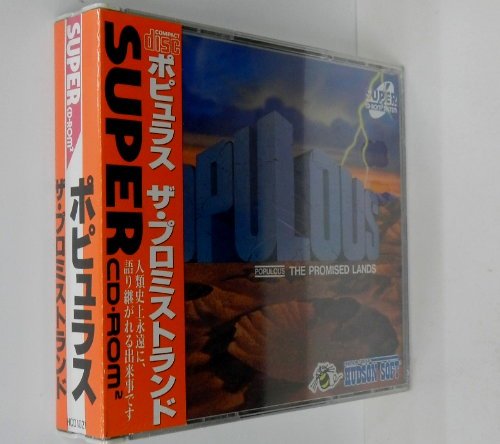 SUPER
CD-ROM²
ポピュラス
ザ・プロミストランド
COMPACT
disc
ポピュラス ザ・プロミストランド
SUPER CD・ROM²
人類史上永遠に、
語り継がれる出来事です
SUPER
OPULOUS
POPULOUS THE PROMISED LANDS
HUDSON SOFT